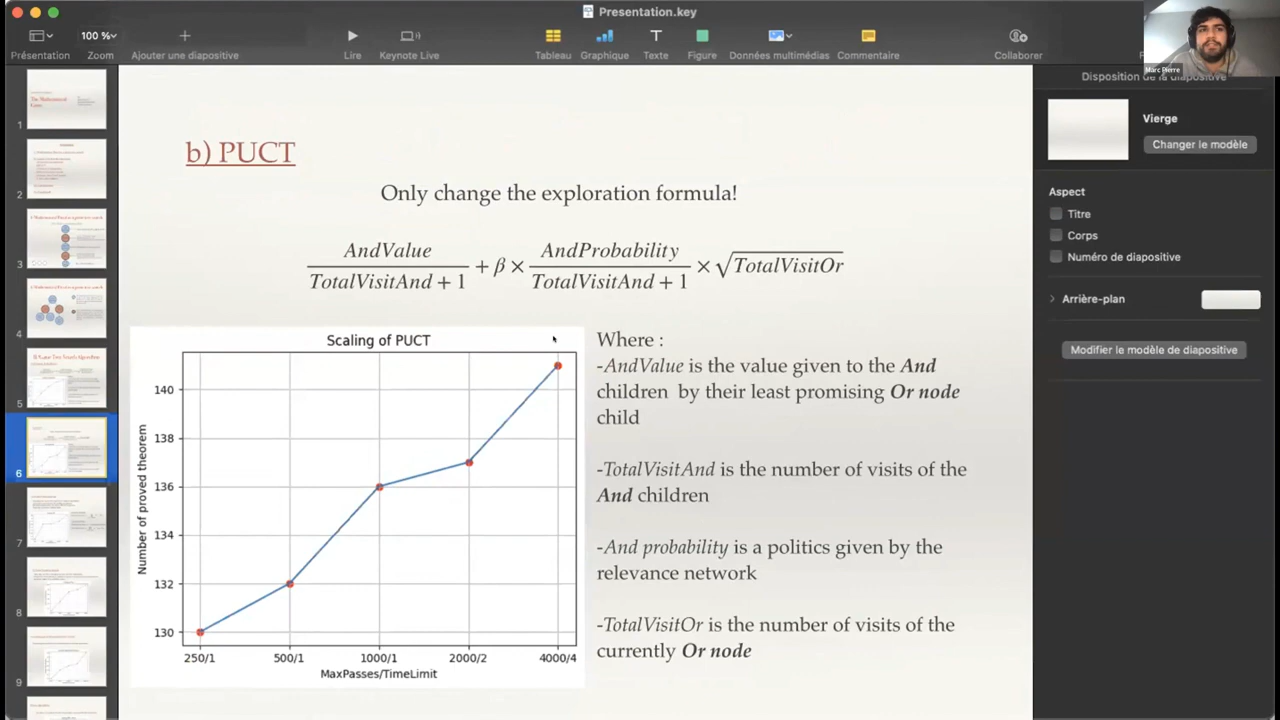 Presentation.key
100 %
Présentation
Zoom
Ajouter une diapositive
Lire
Keynote Live
Tableau
Graphique
Texte
Figure
Données multimédias
Commentaire
Collaborer
Marc Pierre
Disposition de la diapositive
Vierge
Changer le modèle
Aspect
Titre
Corps
Numéro de diapositive
Arrière-plan
Modifier le modèle de diapositive
1
2
3
4
5
6
7
8
9
b) PUCT
Only change the exploration formula!
AndValue / TotalVisitAnd + 1 + β × AndProbability / TotalVisitAnd + 1 × √TotalVisitOr
Scaling of PUCT
Number of proved theorem
140
138
136
134
132
130
250/1 500/1 1000/1 2000/2 4000/4
MaxPasses/TimeLimit
Where :
-AndValue is the value given to the And
children by their least promising Or node
child
-TotalVisitAnd is the number of visits of the
And children
-And probability is a politics given by the
relevance network
-TotalVisitOr is the number of visits of the
currently Or node